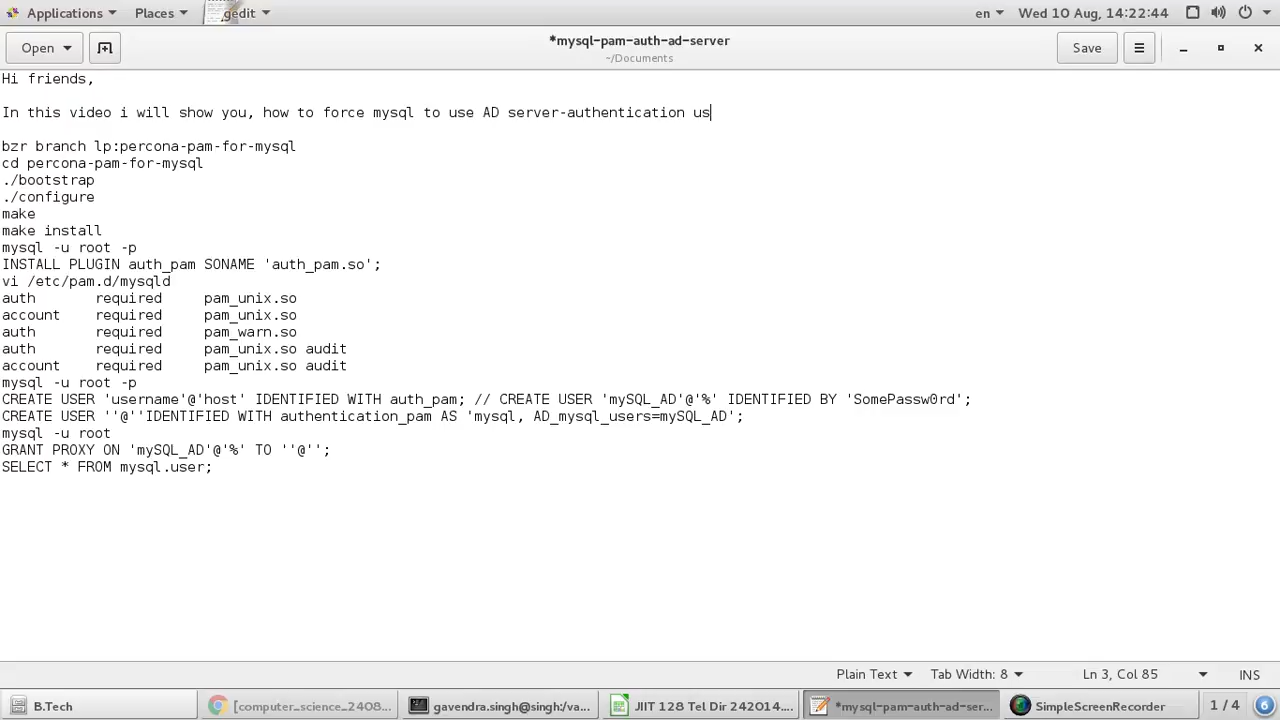 Applications Places gedit en Wed 10 Aug, 14:22:44
Open *mysql-pam-auth-ad-server Save
~/Documents
Hi friends,
In this video i will show you, how to force mysql to use AD server-authentication us
bzr branch lp:percona-pam-for-mysql
cd percona-pam-for-mysql
./bootstrap
./configure
make
make install
mysql -u root -p
INSTALL PLUGIN auth_pam SONAME 'auth_pam.so';
vi /etc/pam.d/mysqld
auth required pam_unix.so
account required pam_unix.so
auth required pam_warn.so
auth required pam_unix.so audit
account required pam_unix.so audit
mysql -u root -p
CREATE USER 'username'@'host' IDENTIFIED WITH auth_pam; // CREATE USER 'mySQL_AD'@'%' IDENTIFIED BY 'SomePassw0rd';
CREATE USER ''@''IDENTIFIED WITH authentication_pam AS 'mysql, AD_mysql_users=mySQL_AD';
mysql -u root
GRANT PROXY ON 'mySQL_AD'@'%' TO ''@'';
SELECT * FROM mysql.user;
Plain Text Tab Width: 8 Ln 3, Col 85 INS
B.Tech [computer_science_2408... gavendra.singh@singh:/va... JIIT 128 Tel Dir 242014.... *mysql-pam-auth-ad-ser... SimpleScreenRecorder 1 / 4 6